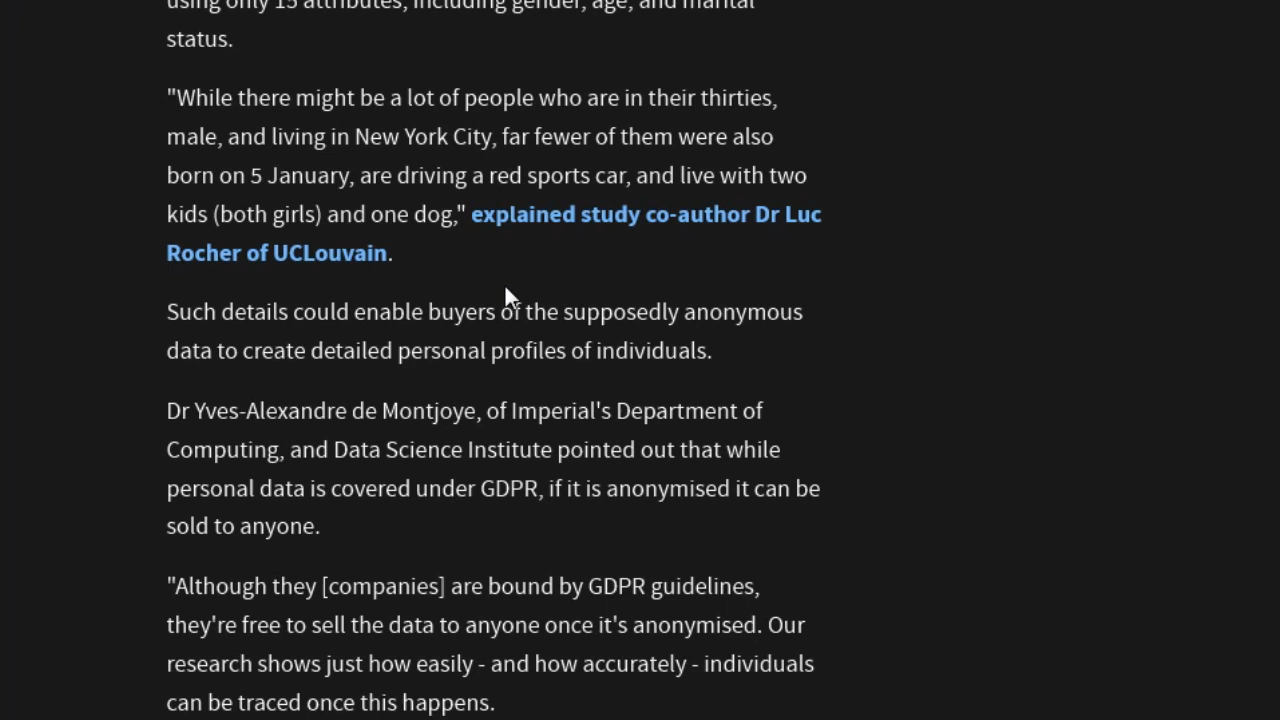 using only 15 attributes, including gender, age, and marital
status.
"While there might be a lot of people who are in their thirties,
male, and living in New York City, far fewer of them were also
born on 5 January, are driving a red sports car, and live with two
kids (both girls) and one dog," explained study co-author Dr Luc
Rocher of UCLouvain.
Such details could enable buyers of the supposedly anonymous
data to create detailed personal profiles of individuals.
Dr Yves-Alexandre de Montjoye, of Imperial's Department of
Computing, and Data Science Institute pointed out that while
personal data is covered under GDPR, if it is anonymised it can be
sold to anyone.
"Although they [companies] are bound by GDPR guidelines,
they're free to sell the data to anyone once it's anonymised. Our
research shows just how easily - and how accurately - individuals
can be traced once this happens.